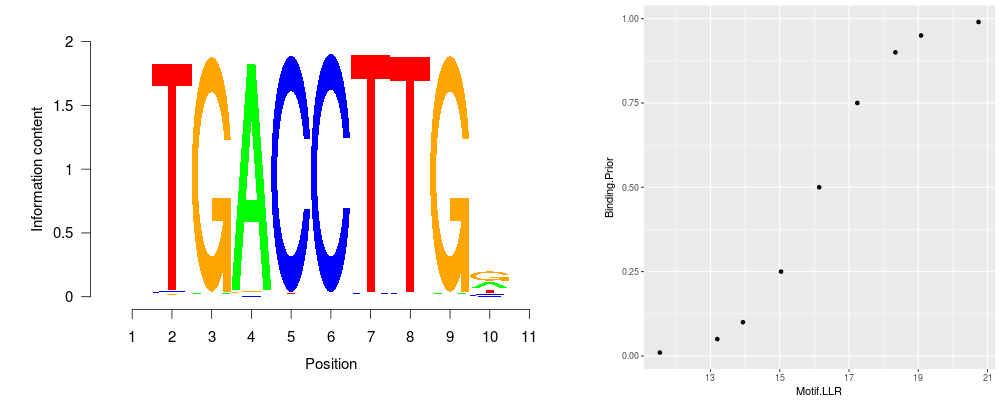 2
1.5
1
0.5
0
Information content
TGACCTTG
1 2 3 4 5 6 7 8 9 10 11
Position
1.00
0.75
0.50
0.25
0.00
Binding.Prior
13 15 17 19 21
Motif.LLR